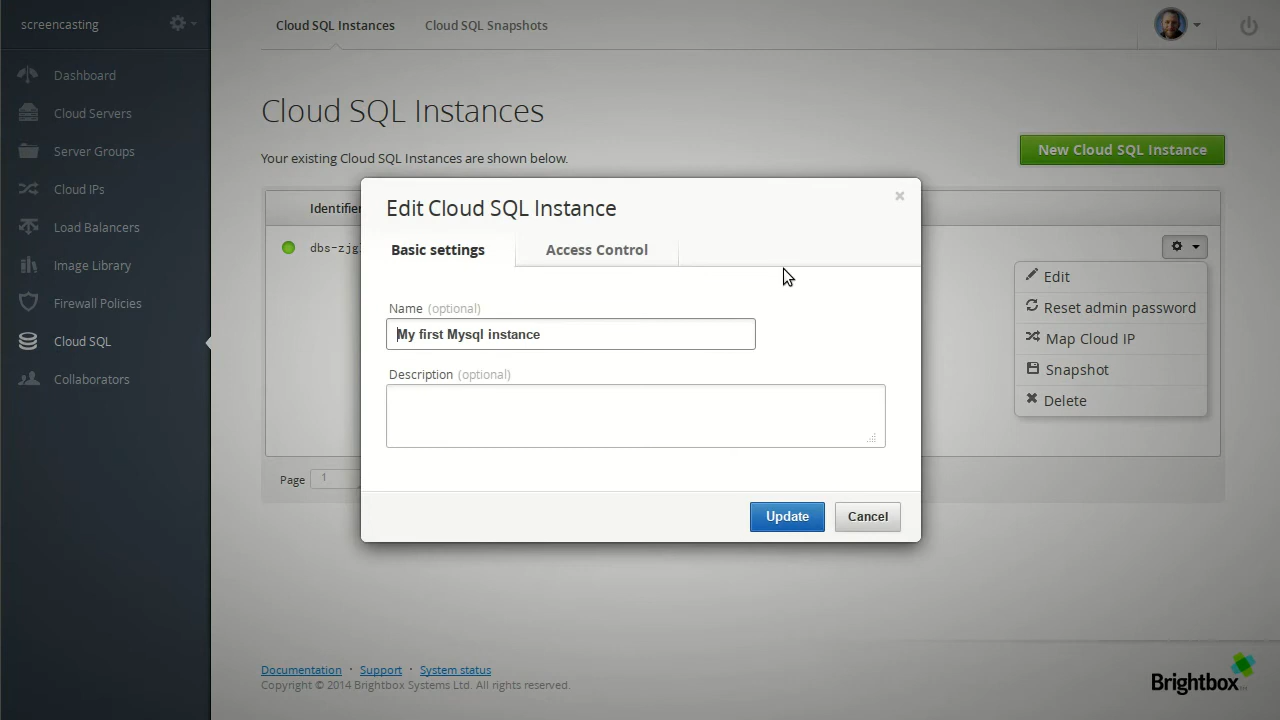 screencasting
Cloud SQL Instances
Cloud SQL Snapshots
Dashboard
Cloud Servers
Server Groups
Cloud IPs
Load Balancers
Image Library
Firewall Policies
Cloud SQL
Collaborators
Cloud SQL Instances
Your existing Cloud SQL Instances are shown below.
New Cloud SQL Instance
Identifier
Edit
Reset admin password
Map Cloud IP
Snapshot
Delete
Page 1
Edit Cloud SQL Instance
Basic settings
Access Control
Name (optional)
My first Mysql instance
Description (optional)
Update
Cancel
Documentation · Support · System status
Copyright © 2014 Brightbox Systems Ltd. All rights reserved.
Brightbox